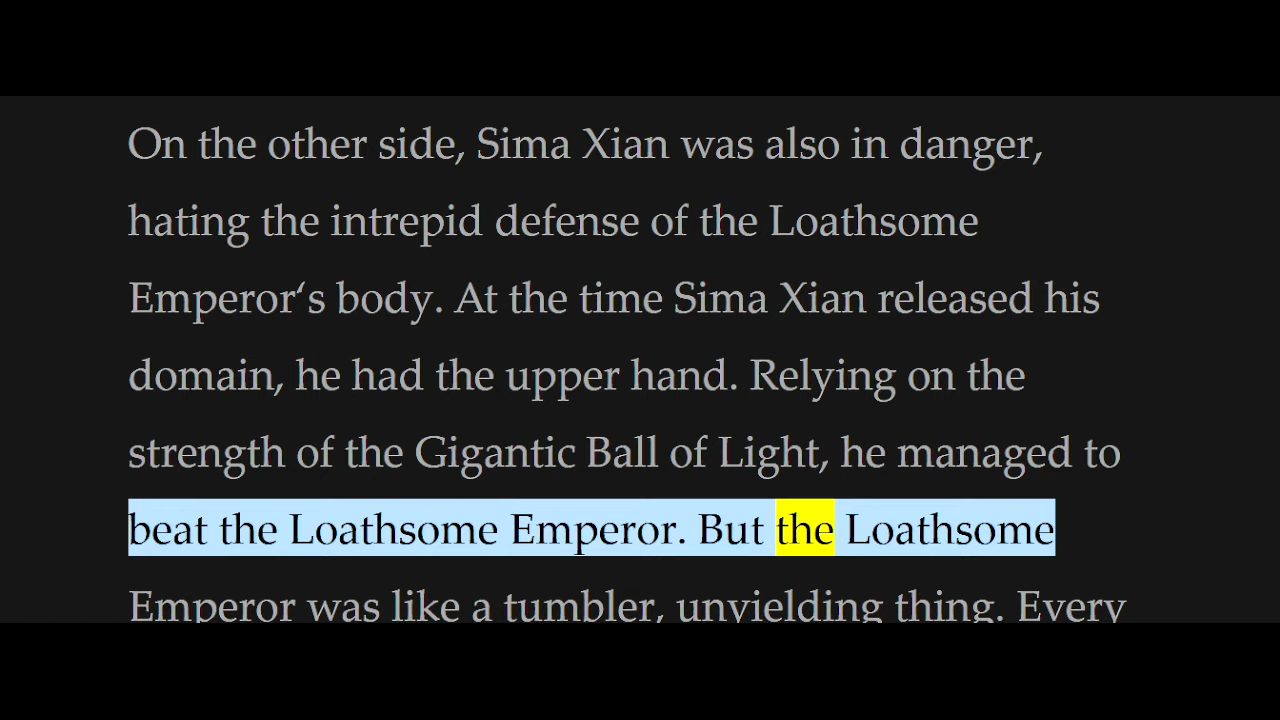 On the other side, Sima Xian was also in danger,
hating the intrepid defense of the Loathsome
Emperor‘s body. At the time Sima Xian released his
domain, he had the upper hand. Relying on the
strength of the Gigantic Ball of Light, he managed to
beat the Loathsome Emperor. But the Loathsome
Emperor was like a tumbler, unyielding thing. Every